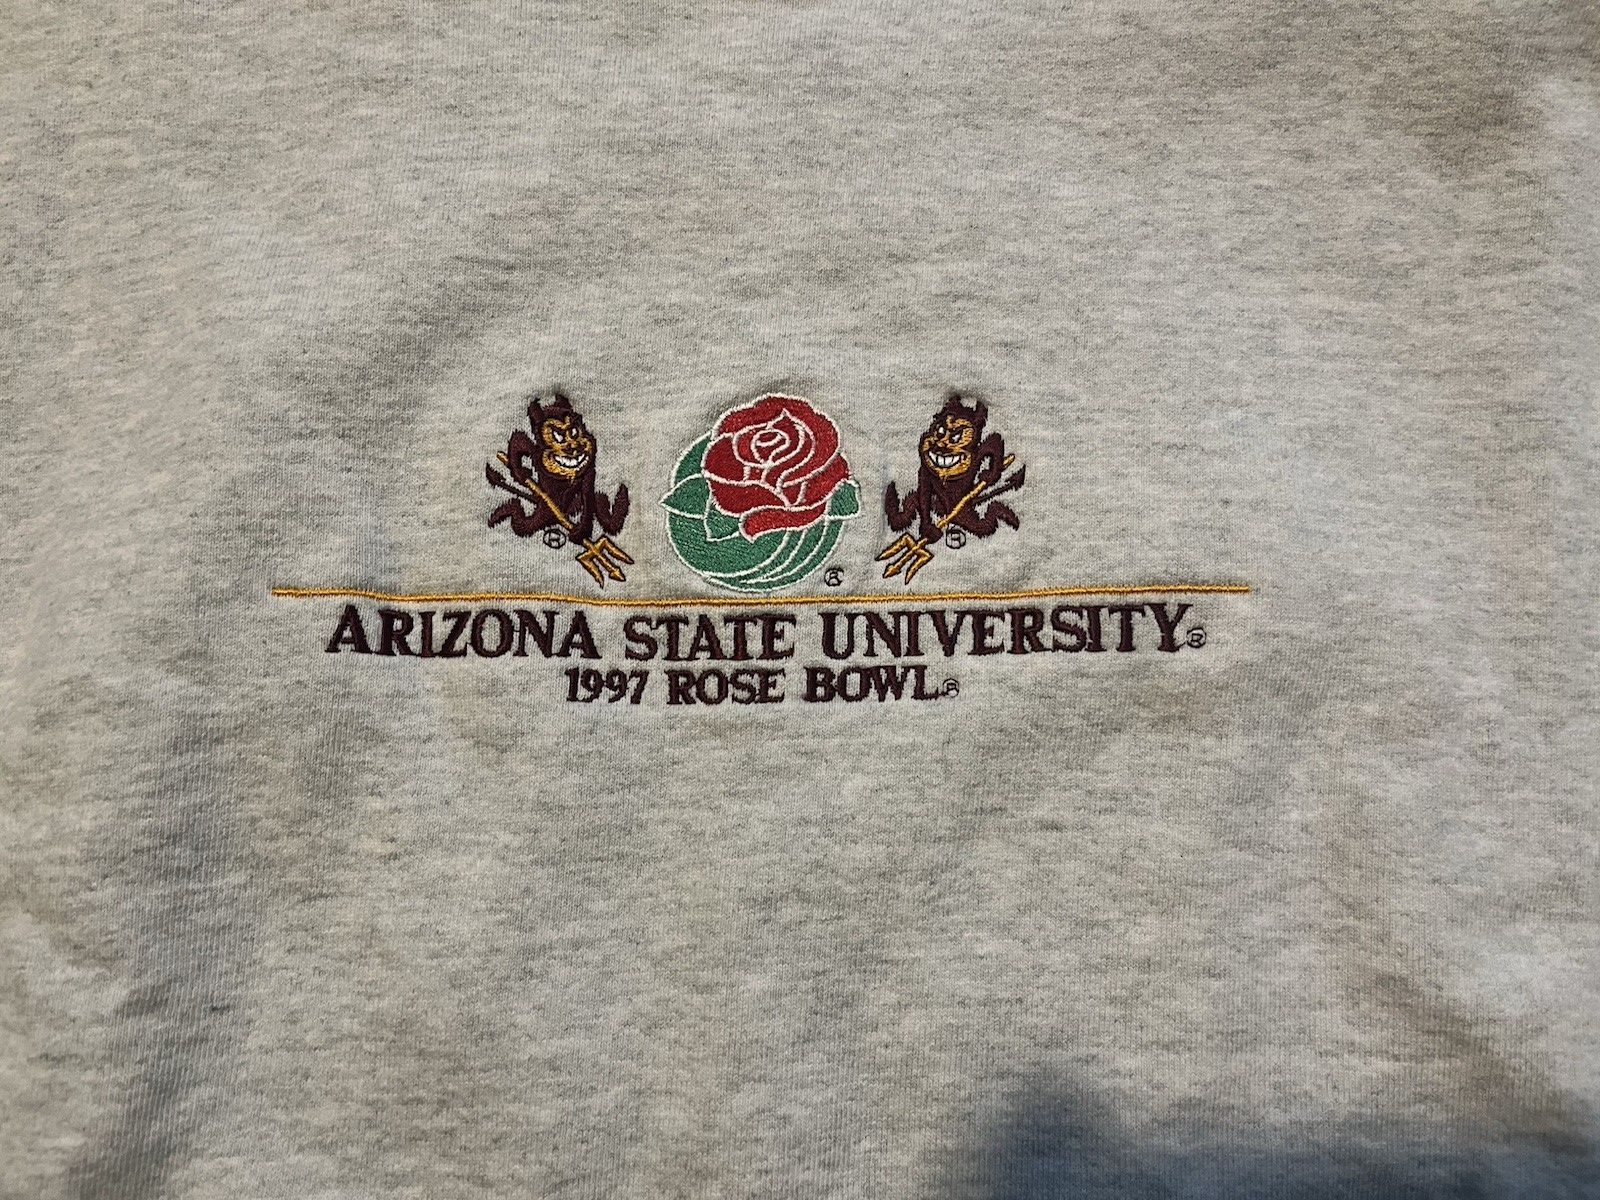 ® ® ®
ARIZONA STATE UNIVERSITY®
1997 ROSE BOWL®